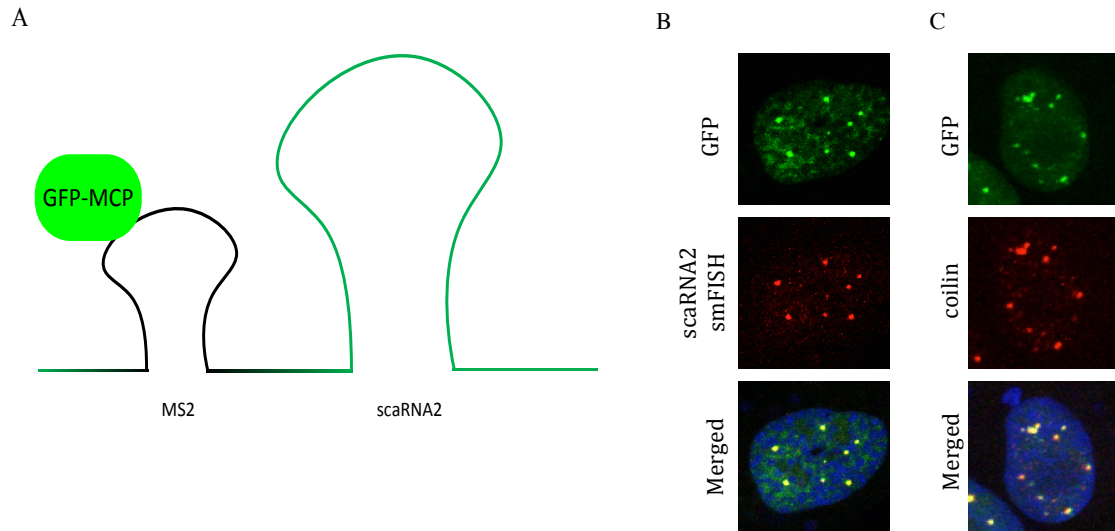 A
GFP-MCP
MS2
scaRNA2
B
GFP
scaRNA2
smFISH
Merged
C
GFP
coilin
Merged